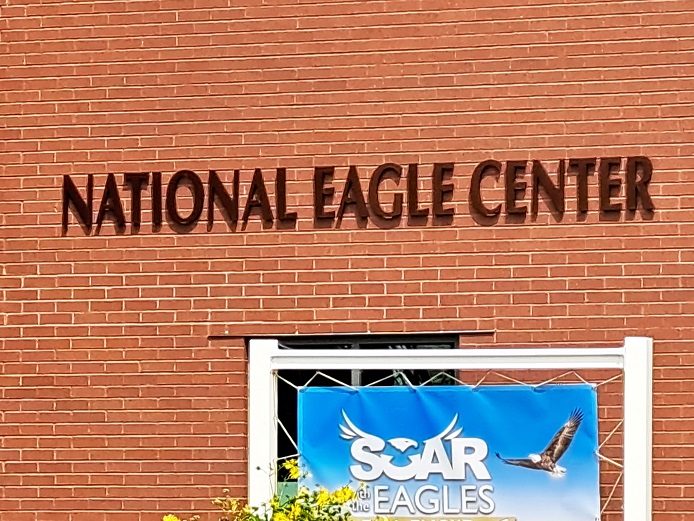 NATIONAL EAGLE CENTER
SOAR
with
the EAGLES